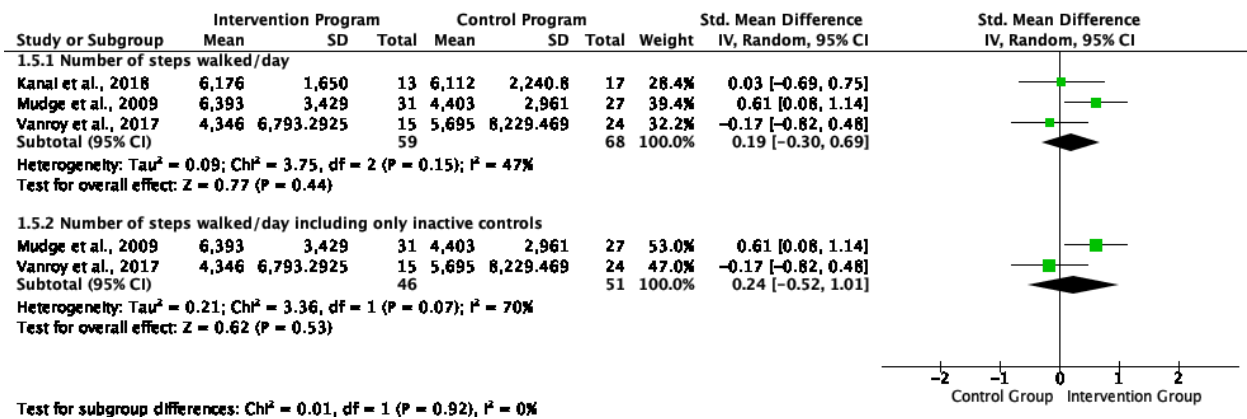 Intervention Program Control Program Std. Mean Difference Std. Mean Difference
Study or Subgroup Mean SD Total Mean SD Total Weight IV, Random, 95% CI IV, Random, 95% CI
1.5.1 Number of steps walked/day
Kanai et al., 2018 6,176 1,650 13 6,112 2,240.8 17 28.4% 0.03 [−0.69, 0.75]
Mudge et al., 2009 6,393 3,429 31 4,403 2,961 27 39.4% 0.61 [0.08, 1.14]
Vanroy et al., 2017 4,346 6,793.2925 15 5,695 8,229.469 24 32.2% −0.17 [−0.82, 0.48]
Subtotal (95% CI) 59 68 100.0% 0.19 [−0.30, 0.69]
Heterogeneity: Tau² = 0.09; Chi² = 3.75, df = 2 (P = 0.15); I² = 47%
Test for overall effect: Z = 0.77 (P = 0.44)
1.5.2 Number of steps walked/day including only inactive controls
Mudge et al., 2009 6,393 3,429 31 4,403 2,961 27 53.0% 0.61 [0.08, 1.14]
Vanroy et al., 2017 4,346 6,793.2925 15 5,695 8,229.469 24 47.0% −0.17 [−0.82, 0.48]
Subtotal (95% CI) 46 51 100.0% 0.24 [−0.52, 1.01]
Heterogeneity: Tau² = 0.21; Chi² = 3.36, df = 1 (P = 0.07); I² = 70%
Test for overall effect: Z = 0.62 (P = 0.53)
−2 −1 0 1 2
Control Group Intervention Group
Test for subgroup differences: Chi² = 0.01, df = 1 (P = 0.92), I² = 0%